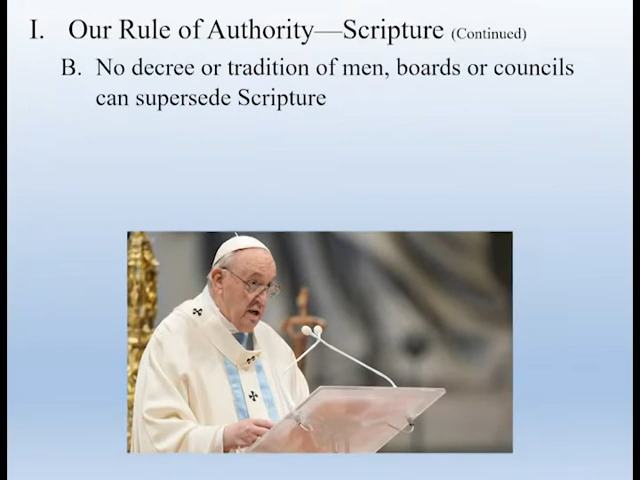 I. Our Rule of Authority—Scripture (Continued)
B. No decree or tradition of men, boards or councils
can supersede Scripture